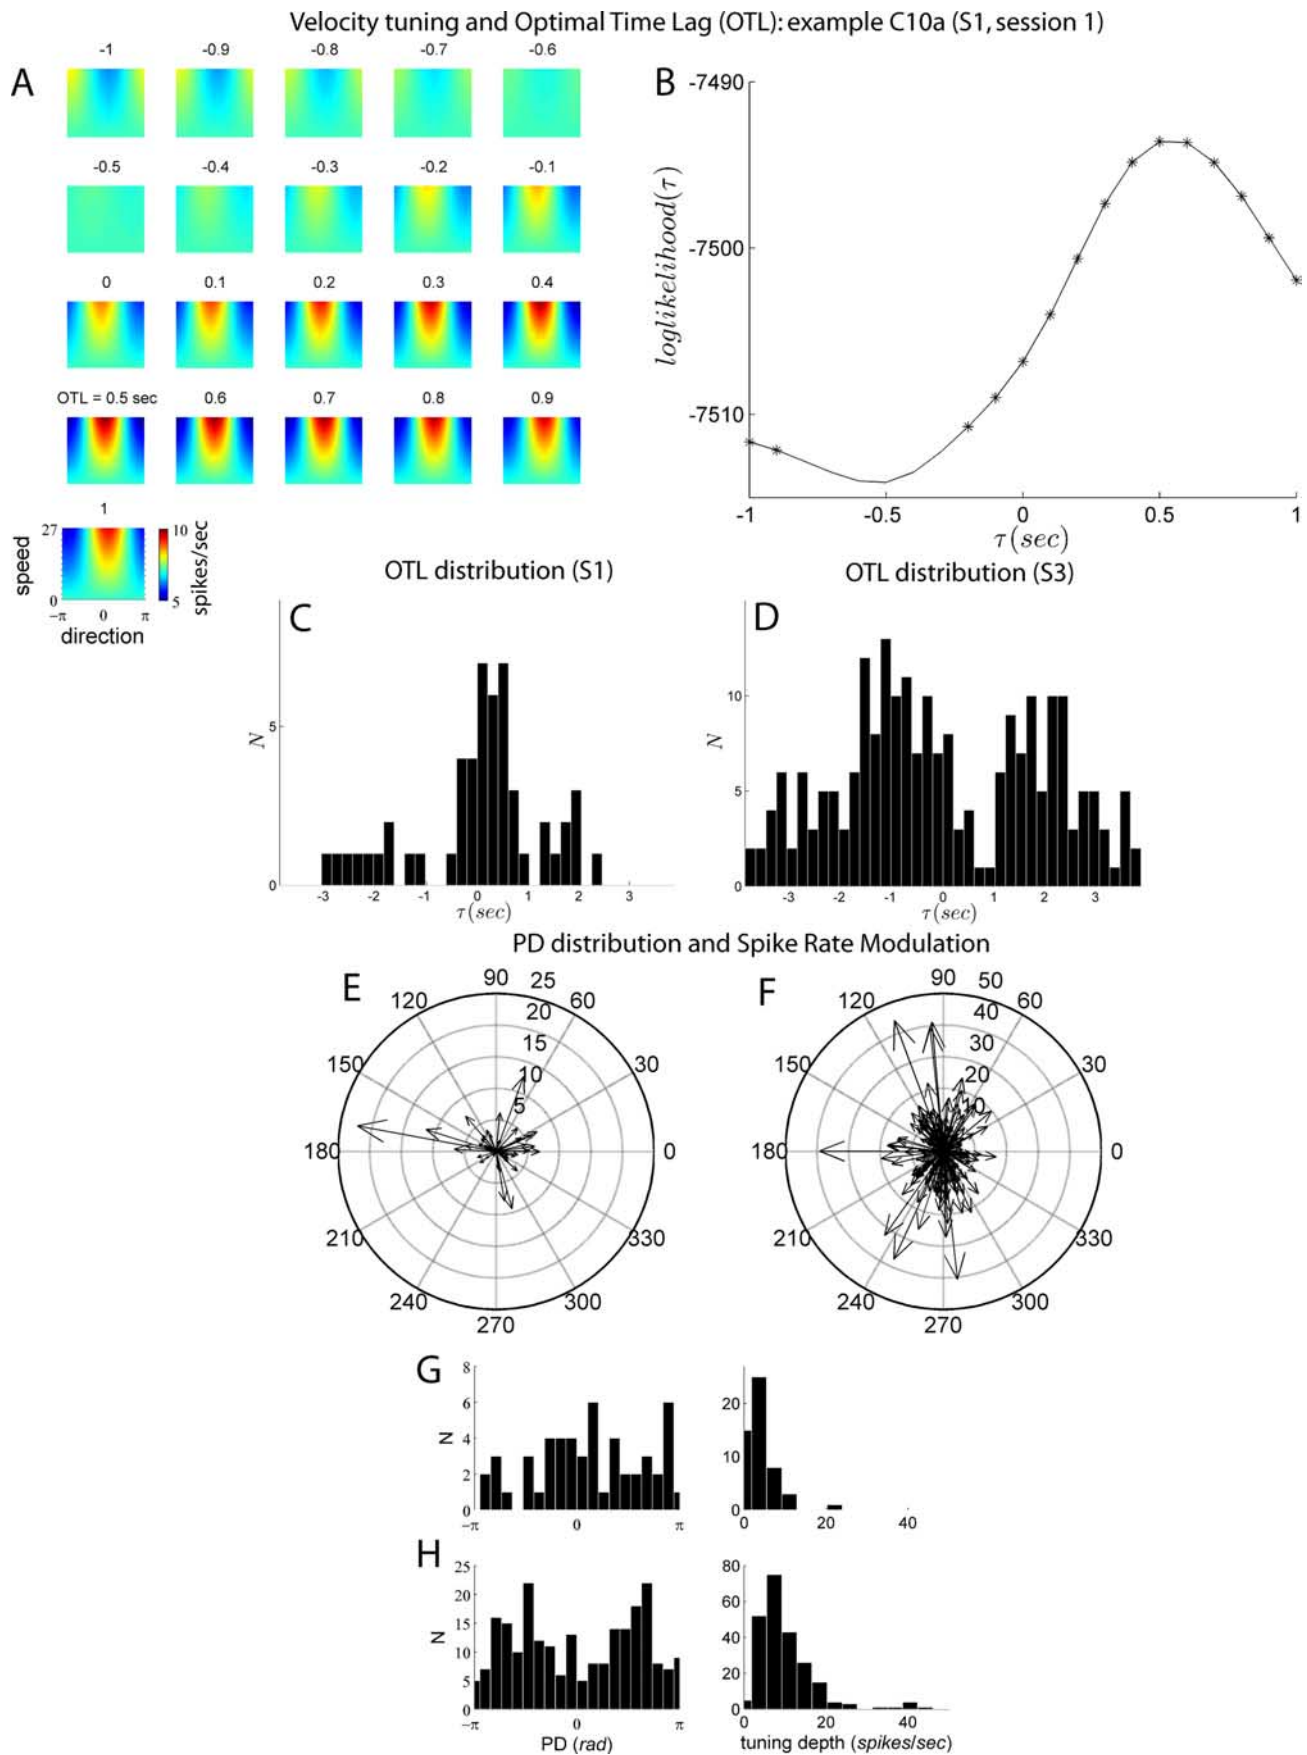 Velocity tuning and Optimal Time Lag (OTL): example C10a (S1, session 1)
A
-1 -0.9 -0.8 -0.7 -0.6
-0.5 -0.4 -0.3 -0.2 -0.1
0 0.1 0.2 0.3 0.4
OTL = 0.5 sec 0.6 0.7 0.8 0.9
1
27
0
speed
−π 0 π
direction
10
5
spikes/sec
B
-7490
-7500
-7510
loglikelihood(τ)
-1 -0.5 0 0.5 1
τ(sec)
OTL distribution (S1)
C
5
0
N
-3 -2 -1 0 1 2 3
τ(sec)
OTL distribution (S3)
D
10
5
0
N
-3 -2 -1 0 1 2 3
τ(sec)
PD distribution and Spike Rate Modulation
E
90 25
120 20 60
15
150 10 30
5
180 0
210 330
240 300
270
F
90 50
120 40 60
30
150 20 30
10
180 0
210 330
240 300
270
G
8
6
4
2
0
N
−π 0 π
20
10
0
0 20 40
H
25
20
15
10
5
0
N
−π 0 π
PD (rad)
80
60
40
20
0
0 20 40
tuning depth (spikes/sec)